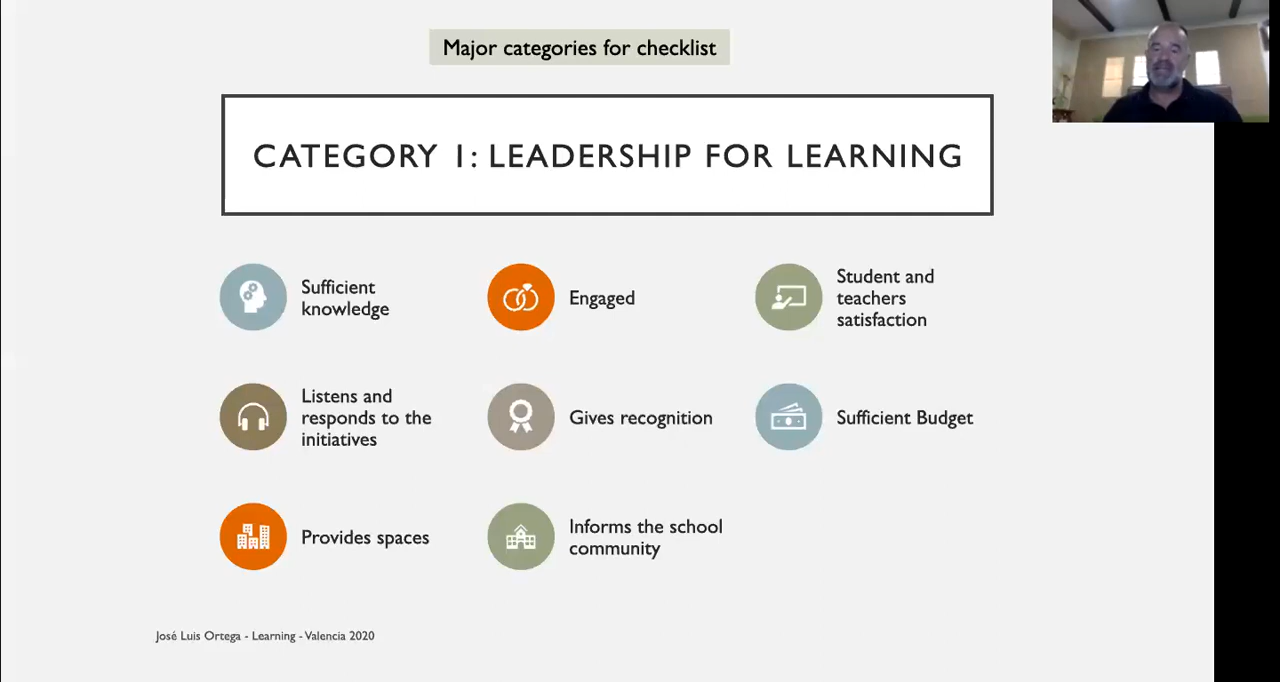 Major categories for checklist
CATEGORY 1: LEADERSHIP FOR LEARNING
Sufficient
knowledge
Engaged
Student and
teachers
satisfaction
Listens and
responds to the
initiatives
Gives recognition
Sufficient Budget
Provides spaces
Informs the school
community
José Luis Ortega - Learning - Valencia 2020